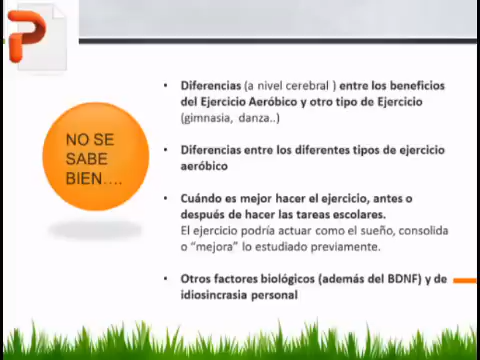 NO SE
SABE
BIEN....
• Diferencias (a nivel cerebral ) entre los beneficios
del Ejercicio Aeróbico y otro tipo de Ejercicio
(gimnasia, danza..)
• Diferencias entre los diferentes tipos de ejercicio
aeróbico
• Cuándo es mejor hacer el ejercicio, antes o
después de hacer las tareas escolares.
El ejercicio podría actuar como el sueño, consolida
o “mejora” lo estudiado previamente.
• Otros factores biológicos (además del BDNF) y de
idiosincrasia personal